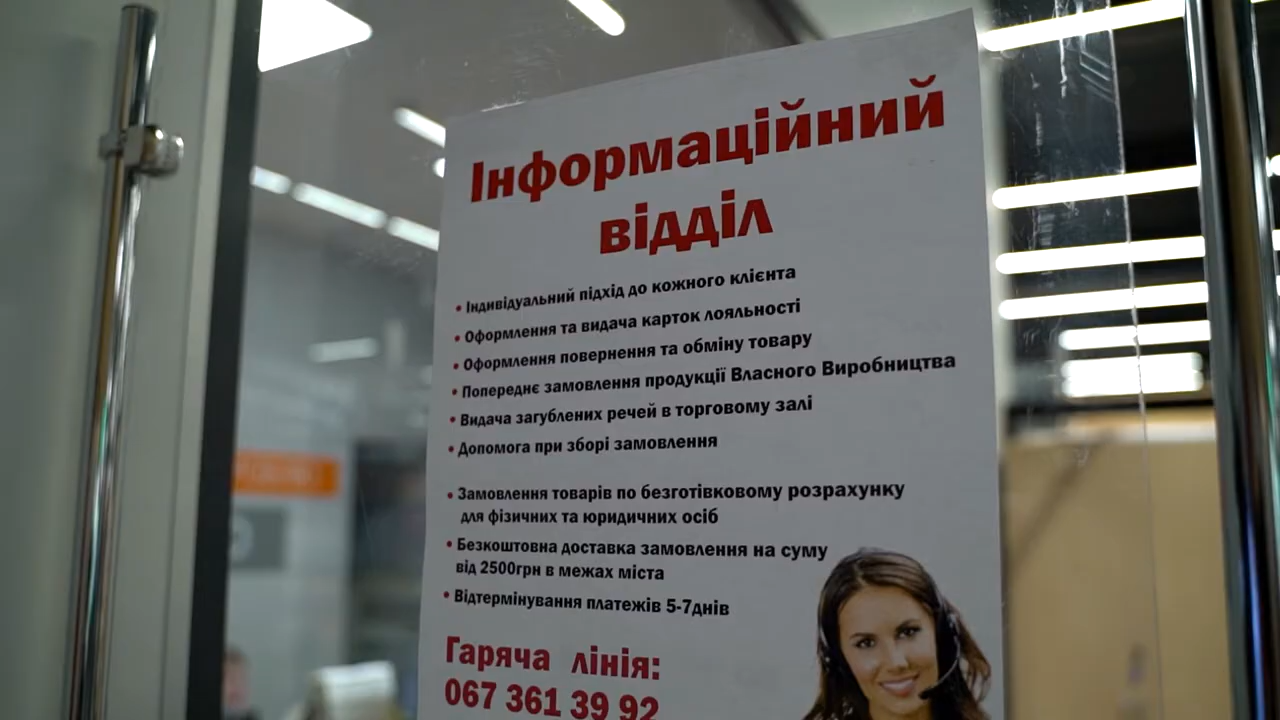 Інформаційний
відділ
• Індивідуальний підхід до кожного клієнта
• Оформлення та видача карток лояльності
• Оформлення повернення та обміну товару
• Попереднє замовлення продукції Власного Виробництва
• Видача загублених речей в торговому залі
• Допомога при зборі замовлення
• Замовлення товарів по безготівковому розрахунку
для фізичних та юридичних осіб
• Безкоштовна доставка замовлення на суму
від 2500грн в межах міста
• Відтермінування платежів 5-7днів
Гаряча лінія:
067 361 39 92